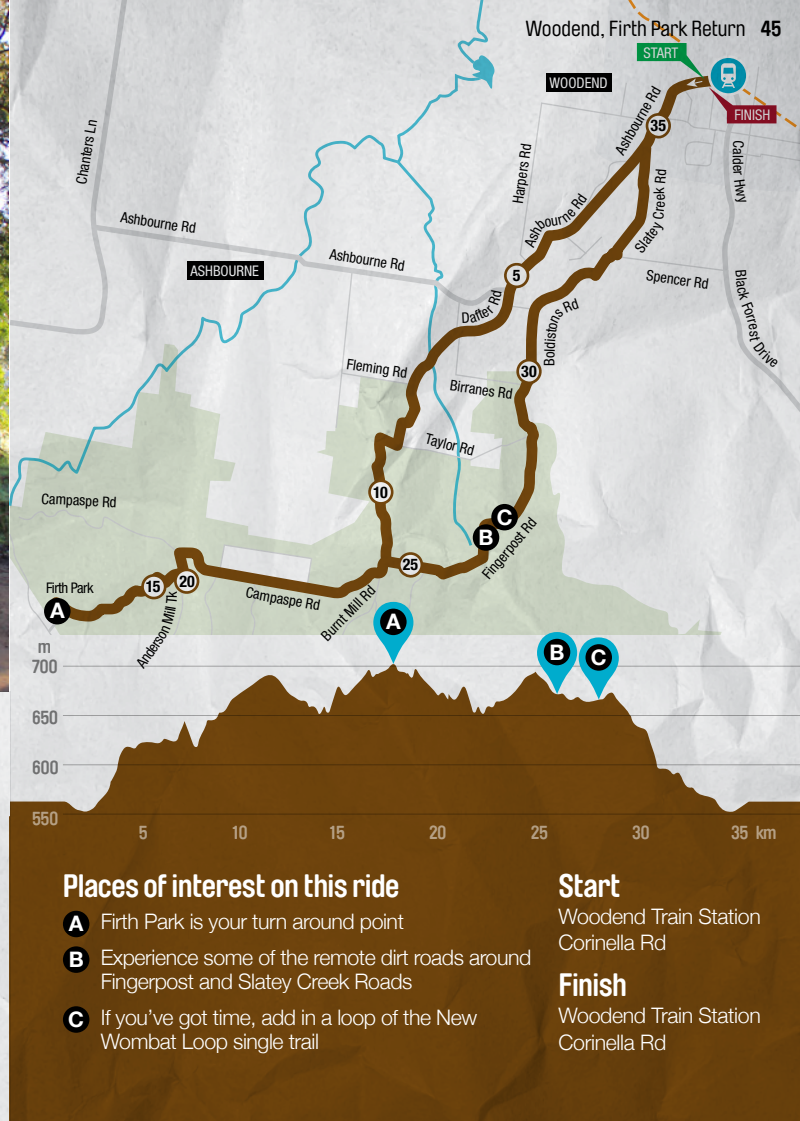 Woodend, Firth Park Return 45
START
WOODEND
FINISH
Ashbourne Rd
35
Chanters Ln
Harpers Rd
Calder Hwy
Slatey Creek Rd
Ashbourne Rd
Ashbourne Rd
Ashbourne Rd
ASHBOURNE
5
Spencer Rd
Dafter Rd
Boldistons Rd
Black Forrest Drive
Fleming Rd
30
Birranes Rd
Taylor Rd
10
Campaspe Rd
C
B
Fingerpost Rd
25
Firth Park
15
20
A
Campaspe Rd
Anderson Mill Tk
Burnt Mill Rd
A
B
C
m
700
650
600
550
5 10 15 20 25 30 35 km
Places of interest on this ride
A Firth Park is your turn around point
B Experience some of the remote dirt roads around
Fingerpost and Slatey Creek Roads
C If you've got time, add in a loop of the New
Wombat Loop single trail
Start
Woodend Train Station
Corinella Rd
Finish
Woodend Train Station
Corinella Rd